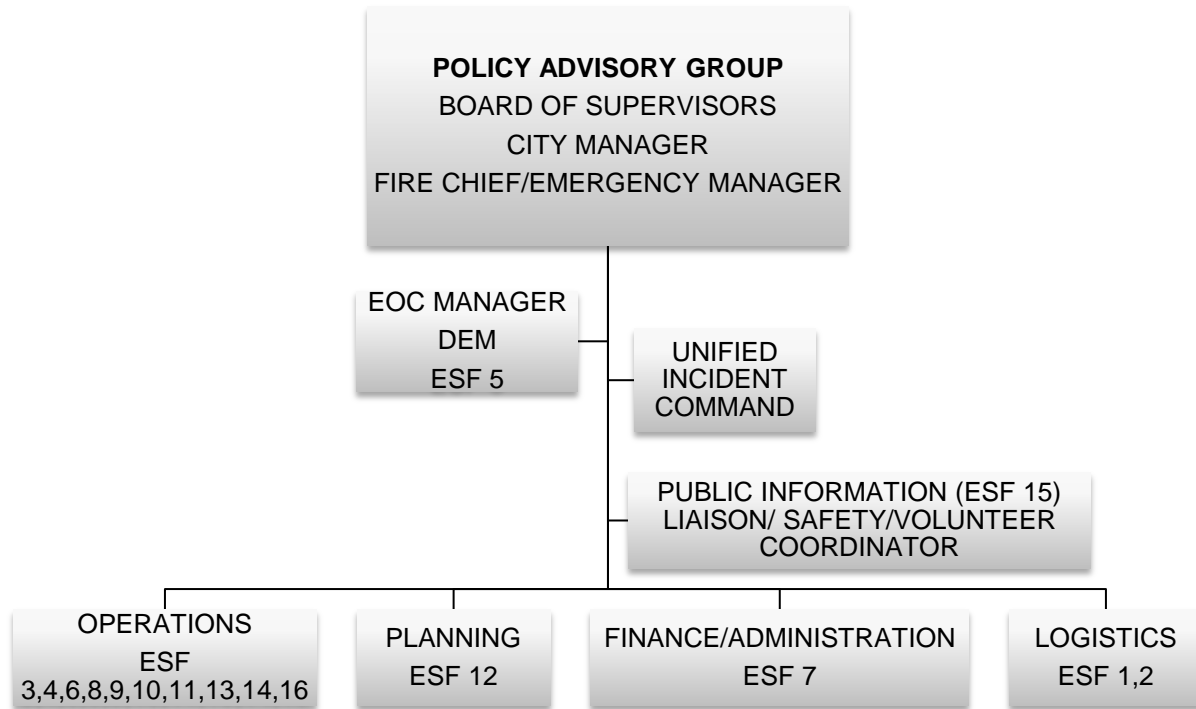 POLICY ADVISORY GROUP
BOARD OF SUPERVISORS
CITY MANAGER
FIRE CHIEF/EMERGENCY MANAGER
EOC MANAGER
DEM
ESF 5
UNIFIED
INCIDENT
COMMAND
PUBLIC INFORMATION (ESF 15)
LIAISON/ SAFETY/VOLUNTEER
COORDINATOR
OPERATIONS
ESF
3,4,6,8,9,10,11,13,14,16
PLANNING
ESF 12
FINANCE/ADMINISTRATION
ESF 7
LOGISTICS
ESF 1,2